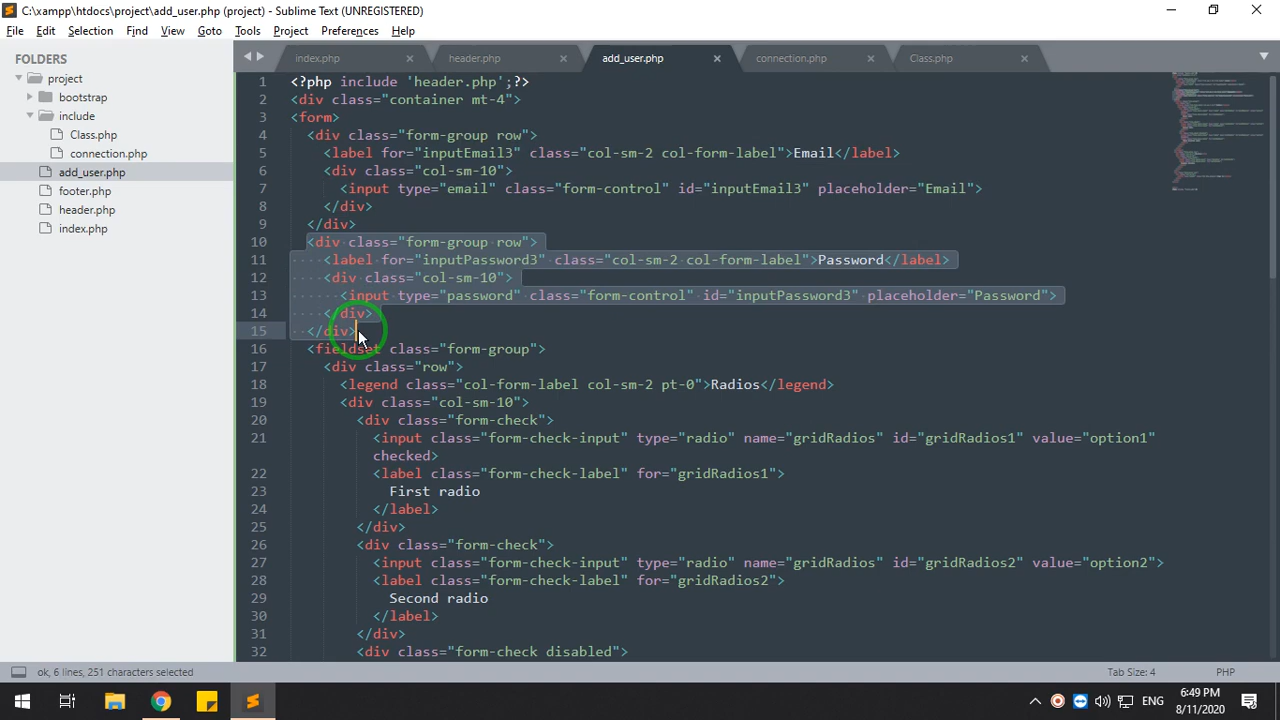 C:\xampp\htdocs\project\add_user.php (project) - Sublime Text (UNREGISTERED)
File Edit Selection Find View Goto Tools Project Preferences Help
FOLDERS
project
bootstrap
include
Class.php
connection.php
add_user.php
footer.php
header.php
index.php
index.php header.php add_user.php connection.php Class.php
1 <?php include 'header.php';?>
2 <div class="container mt-4">
3 <form>
4 <div class="form-group row">
5 <label for="inputEmail3" class="col-sm-2 col-form-label">Email</label>
6 <div class="col-sm-10">
7 <input type="email" class="form-control" id="inputEmail3" placeholder="Email">
8 </div>
9 </div>
10 <div class="form-group row">
11 <label for="inputPassword3" class="col-sm-2 col-form-label">Password</label>
12 <div class="col-sm-10">
13 <input type="password" class="form-control" id="inputPassword3" placeholder="Password">
14 </div>
15 </div>
16 <fieldset class="form-group">
17 <div class="row">
18 <legend class="col-form-label col-sm-2 pt-0">Radios</legend>
19 <div class="col-sm-10">
20 <div class="form-check">
21 <input class="form-check-input" type="radio" name="gridRadios" id="gridRadios1" value="option1"
checked>
22 <label class="form-check-label" for="gridRadios1">
23 First radio
24 </label>
25 </div>
26 <div class="form-check">
27 <input class="form-check-input" type="radio" name="gridRadios" id="gridRadios2" value="option2">
28 <label class="form-check-label" for="gridRadios2">
29 Second radio
30 </label>
31 </div>
32 <div class="form-check disabled">
ok, 6 lines, 251 characters selected Tab Size: 4 PHP
ENG
6:49 PM
8/11/2020